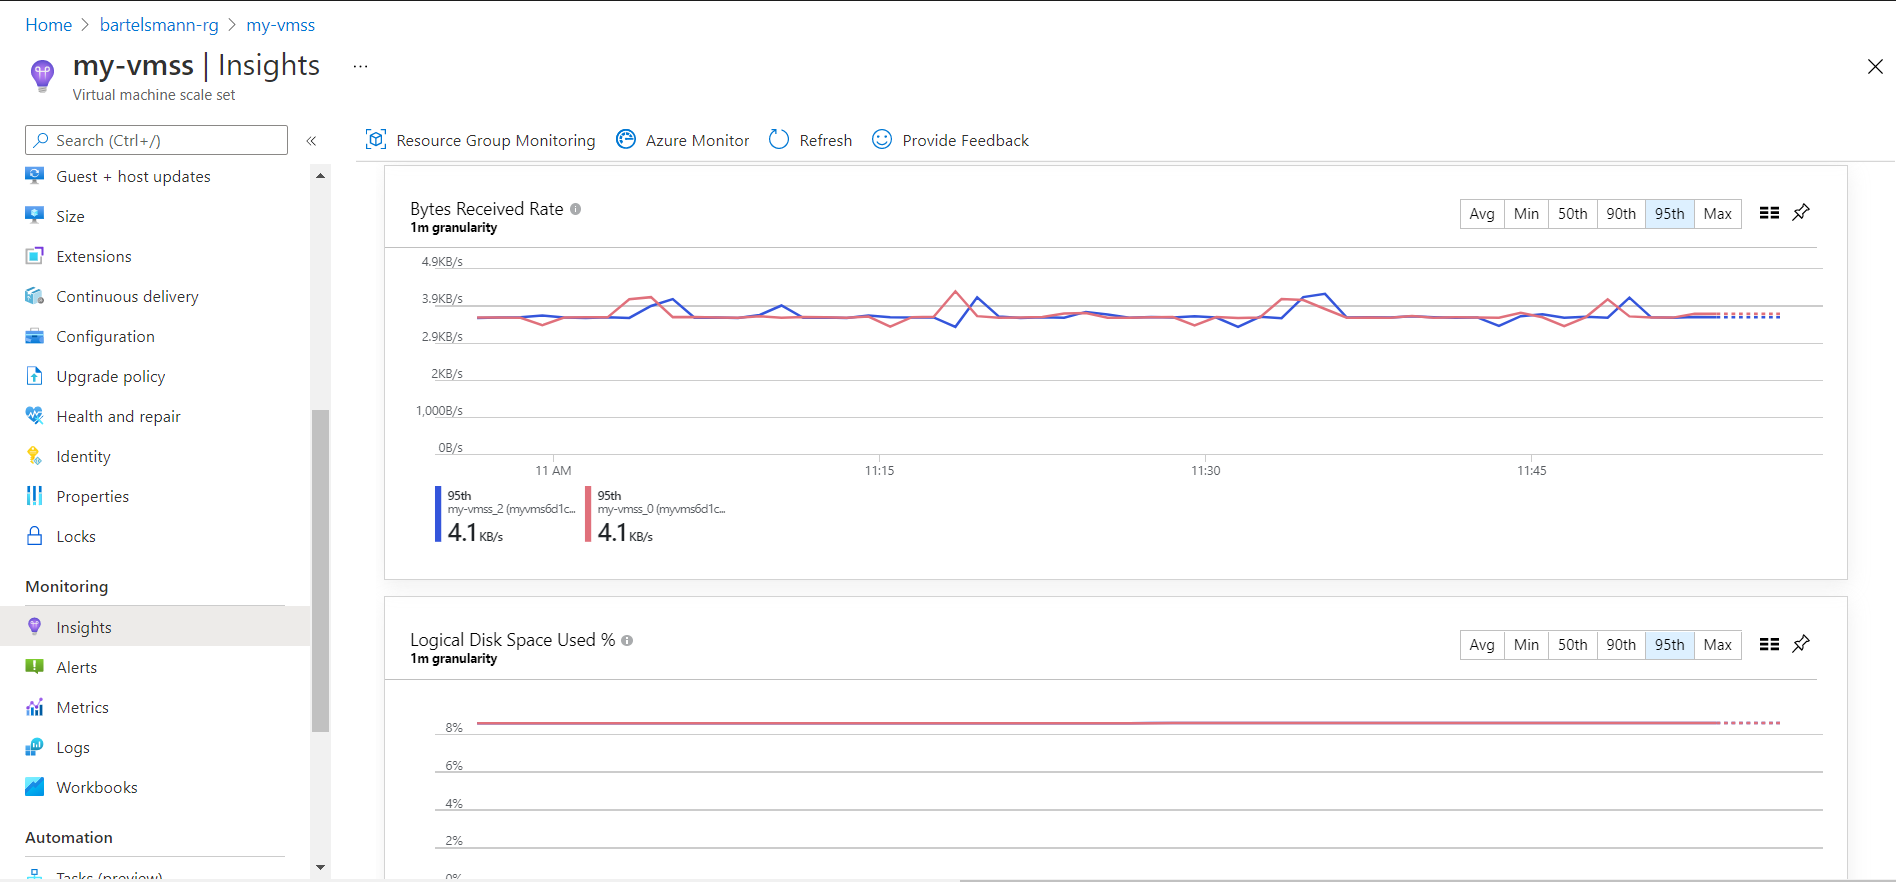 Home > bartelsmann-rg > my-vmss
my-vmss | Insights ...
Virtual machine scale set
Search (Ctrl+/) «
Guest + host updates
Size
Extensions
Continuous delivery
Configuration
Upgrade policy
Health and repair
Identity
Properties
Locks
Monitoring
Insights
Alerts
Metrics
Logs
Workbooks
Automation
Tasks (preview)
Resource Group Monitoring Azure Monitor Refresh Provide Feedback
Bytes Received Rate
1m granularity
Avg Min 50th 90th 95th Max
4.9KB/s
3.9KB/s
2.9KB/s
2KB/s
1,000B/s
0B/s
11 AM 11:15 11:30 11:45
95th
my-vmss_2 (myvms6d1c...
4.1 KB/s
95th
my-vmss_0 (myvms6d1c...
4.1 KB/s
Logical Disk Space Used %
1m granularity
Avg Min 50th 90th 95th Max
8%
6%
4%
2%
0%